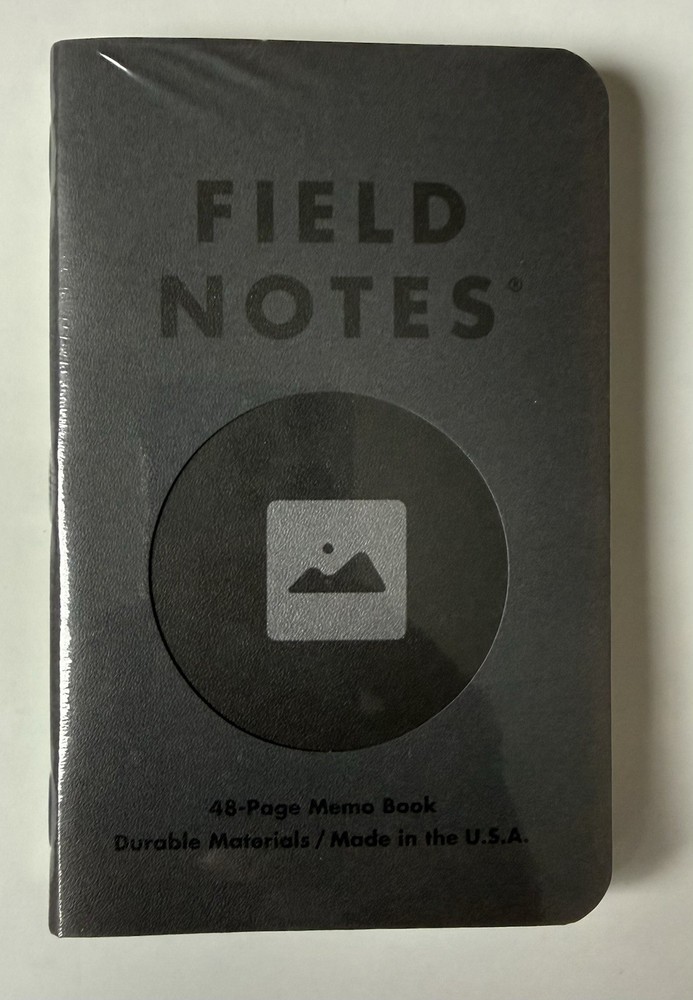 FIELD
NOTES®
48-Page Memo Book
Durable Materials / Made in the U.S.A.